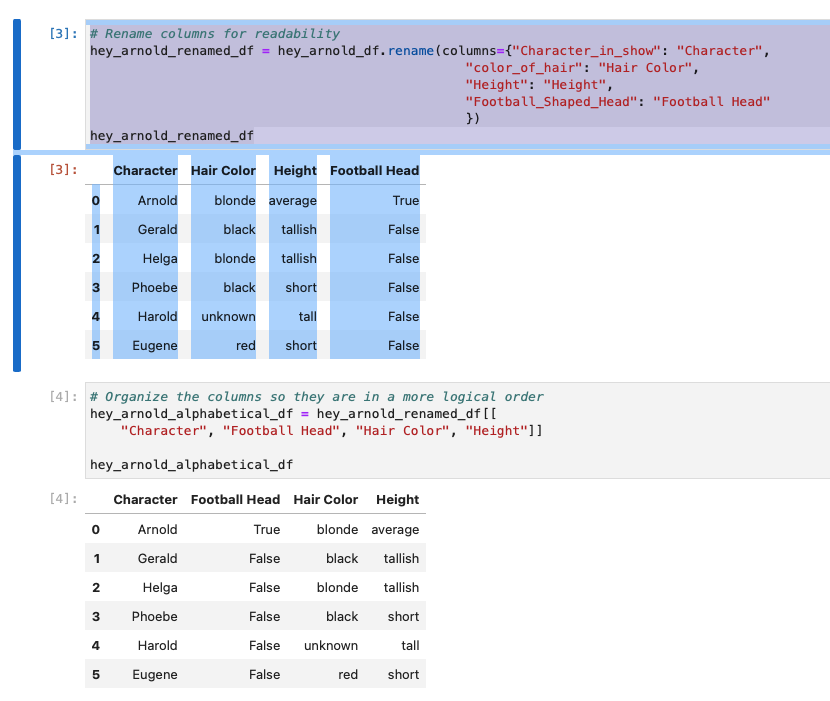 [3]: # Rename columns for readability
hey_arnold_renamed_df = hey_arnold_df.rename(columns={"Character_in_show": "Character",
"color_of_hair": "Hair Color",
"Height": "Height",
"Football_Shaped_Head": "Football Head"
})
hey_arnold_renamed_df
[3]: Character Hair Color Height Football Head
0 Arnold blonde average True
1 Gerald black tallish False
2 Helga blonde tallish False
3 Phoebe black short False
4 Harold unknown tall False
5 Eugene red short False
[4]: # Organize the columns so they are in a more logical order
hey_arnold_alphabetical_df = hey_arnold_renamed_df[[
"Character", "Football Head", "Hair Color", "Height"]]
hey_arnold_alphabetical_df
[4]: Character Football Head Hair Color Height
0 Arnold True blonde average
1 Gerald False black tallish
2 Helga False blonde tallish
3 Phoebe False black short
4 Harold False unknown tall
5 Eugene False red short